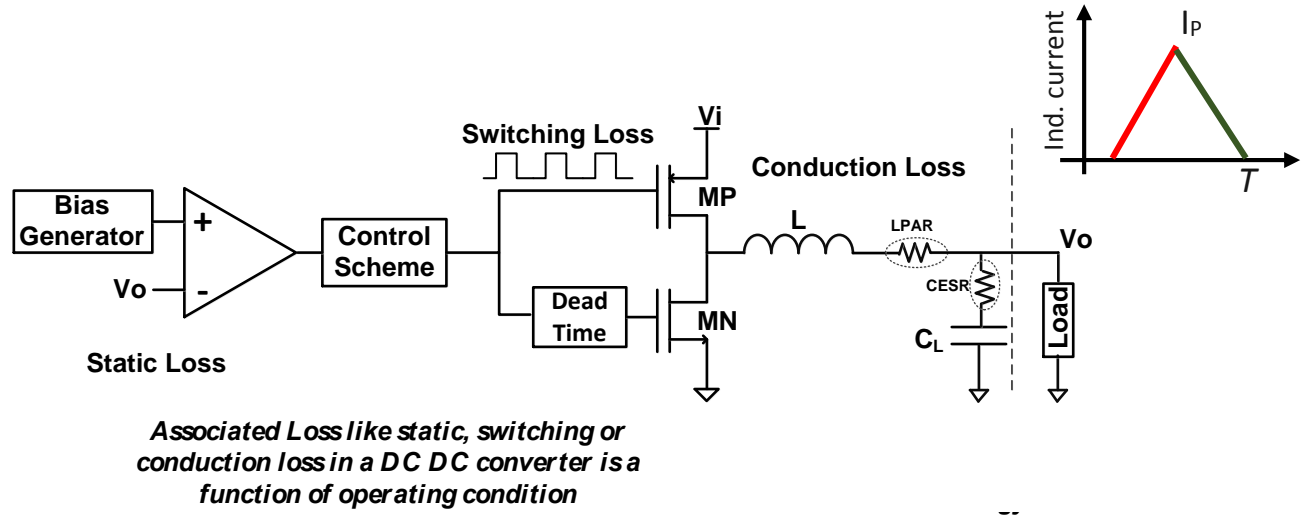 I_P
Ind. current
T
Switching Loss
Vi
Conduction Loss
MP
Bias
Generator
+
Control
Scheme
L
LPAR
Vo
Vo
-
Dead
Time
MN
CESR
C_L
Load
Static Loss
Associated Loss like static, switching or
conduction loss in a DC DC converter is a
function of operating condition